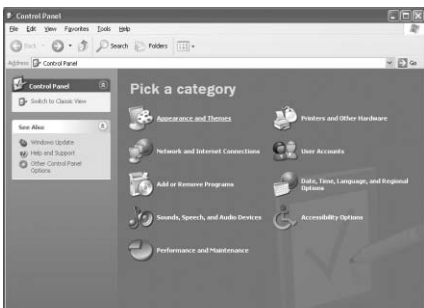 Control Panel
File Edit View Favorites Tools Help
Back Search Folders
Address Control Panel Go
Control Panel
Switch to Classic View
See Also
Windows Update
Help and Support
Other Control Panel
Options
Pick a category
Appearance and Themes
Printers and Other Hardware
Network and Internet Connections
User Accounts
Add or Remove Programs
Date, Time, Language, and Regional
Options
Sounds, Speech, and Audio Devices
Accessibility Options
Performance and Maintenance